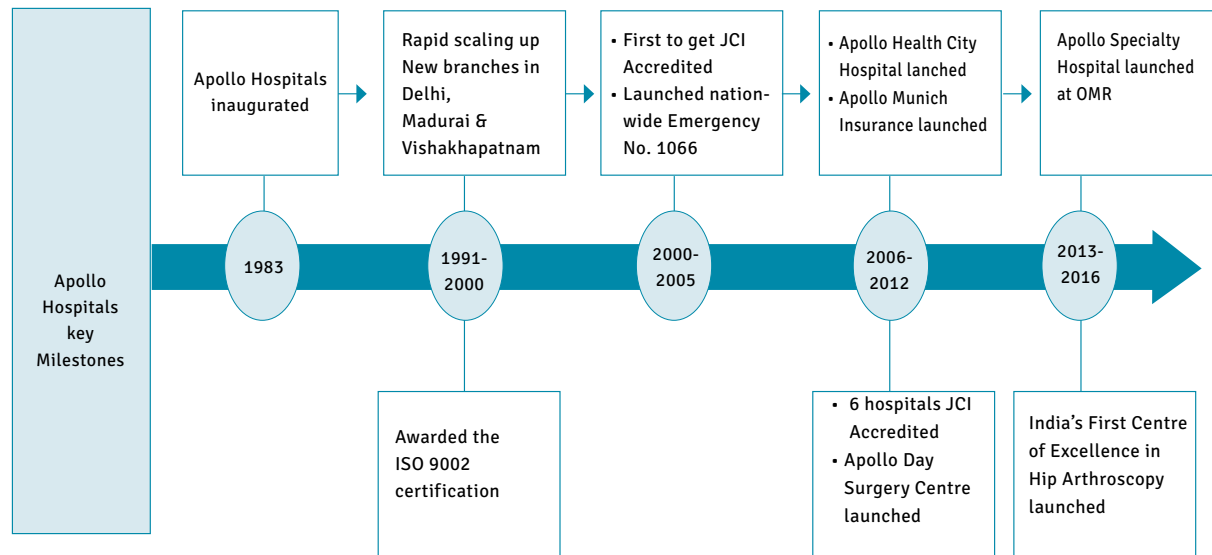 Apollo
Hospitals
key
Milestones
Apollo Hospitals
inaugurated
Rapid scaling up
New branches in
Delhi,
Madurai &
Vishakhapatnam
• First to get JCI
Accredited
• Launched nation-
wide Emergency
No. 1066
• Apollo Health City
Hospital lanched
• Apollo Munich
Insurance launched
Apollo Specialty
Hospital launched
at OMR
1983
1991-
2000
2000-
2005
2006-
2012
2013-
2016
Awarded the
ISO 9002
certification
• 6 hospitals JCI
Accredited
• Apollo Day
Surgery Centre
launched
India’s First Centre
of Excellence in
Hip Arthroscopy
launched